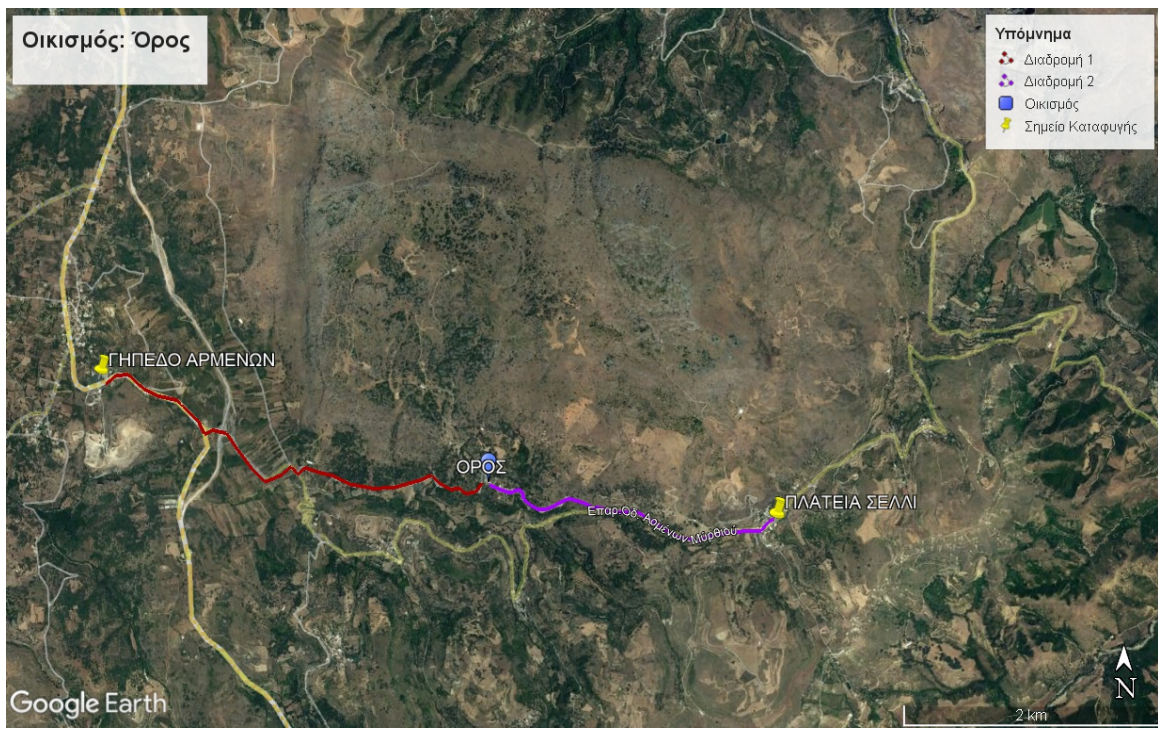 Οικισμός: Όρος
Υπόμνημα
Διαδρομή 1
Διαδρομή 2
Οικισμός
Σημείο Καταφυγής
ΓΗΠΕΔΟ ΑΡΜΕΝΩΝ
ΟΡΟΣ
ΠΛΑΤΕΙΑ ΣΕΛΛΙ
Επαρ.Οδ. Αρμένων-Μύρθιού
Google Earth
N
2 km